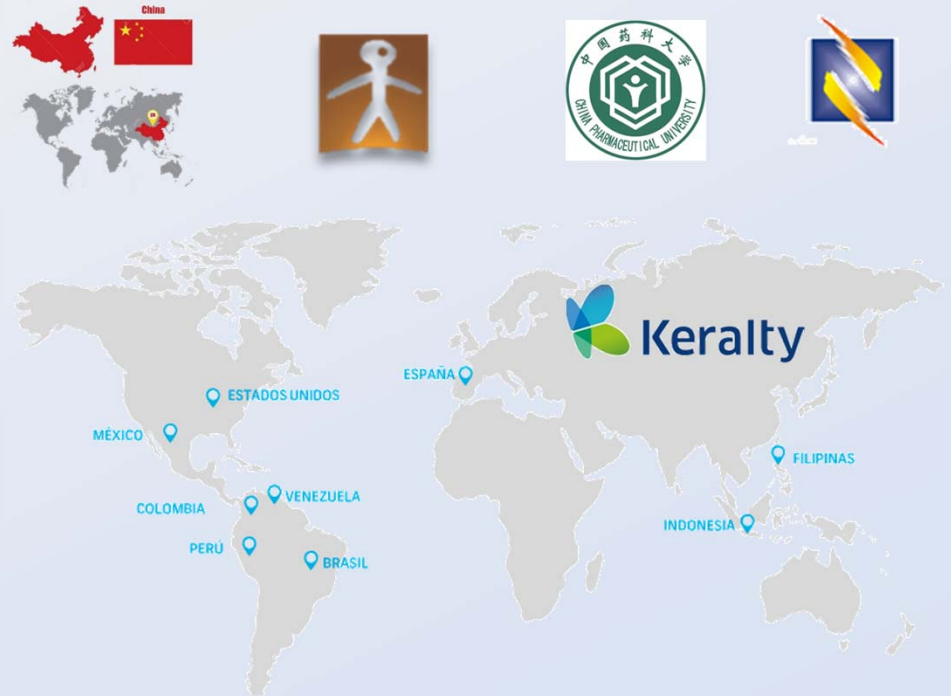 China
中国药科大学
CHINA PHARMACEUTICAL UNIVERSITY
Keralty
ESPAÑA
ESTADOS UNIDOS
MÉXICO
FILIPINAS
VENEZUELA
COLOMBIA
INDONESIA
PERÚ
BRASIL